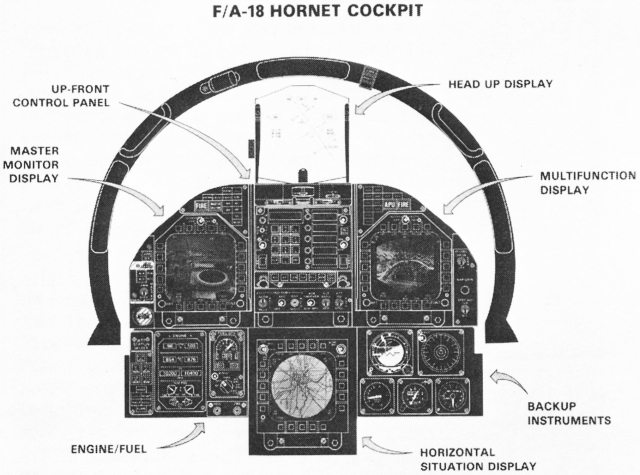 F/A-18 HORNET COCKPIT
UP-FRONT
CONTROL PANEL
HEAD UP DISPLAY
MASTER
MONITOR
DISPLAY
MULTIFUNCTION
DISPLAY
FIRE
APU FIRE
ENGINE
BACKUP
INSTRUMENTS
ENGINE/FUEL
HORIZONTAL
SITUATION DISPLAY